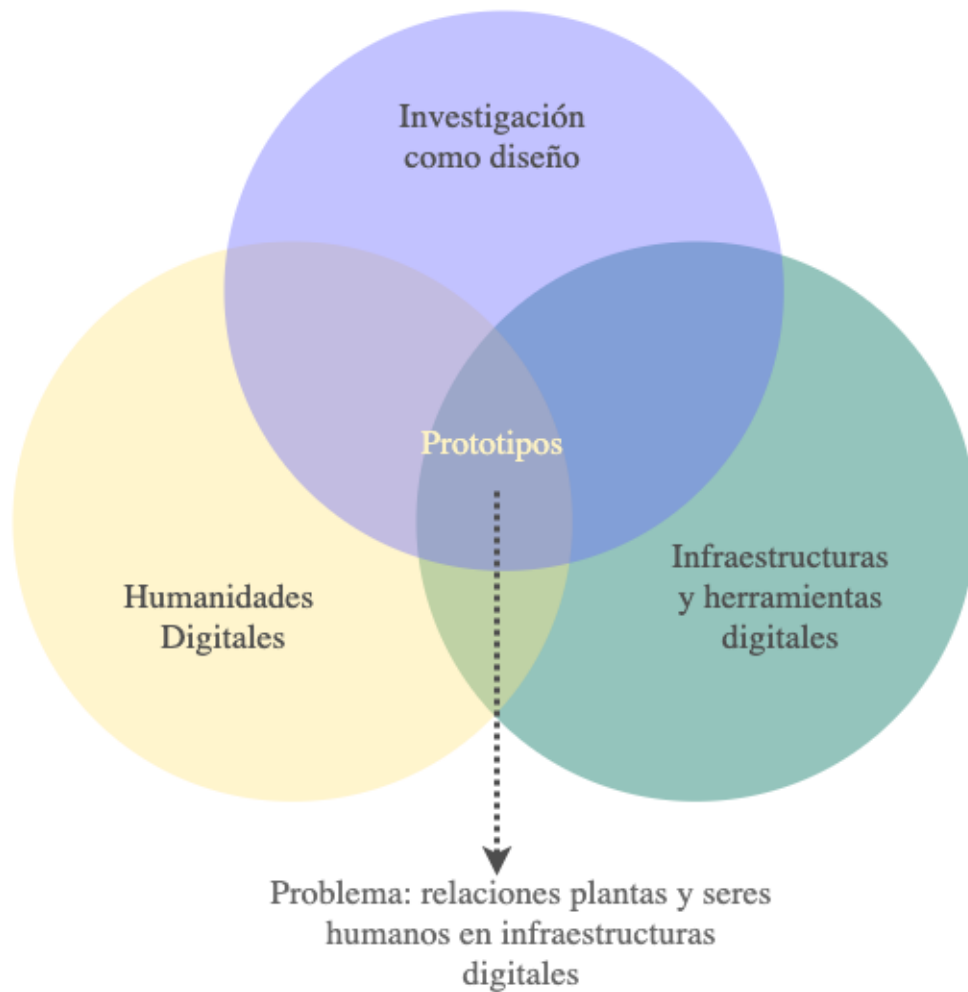 Investigación
como diseño
Prototipos
Humanidades
Digitales
Infraestructuras
y herramientas
digitales
Problema: relaciones plantas y seres
humanos en infraestructuras
digitales